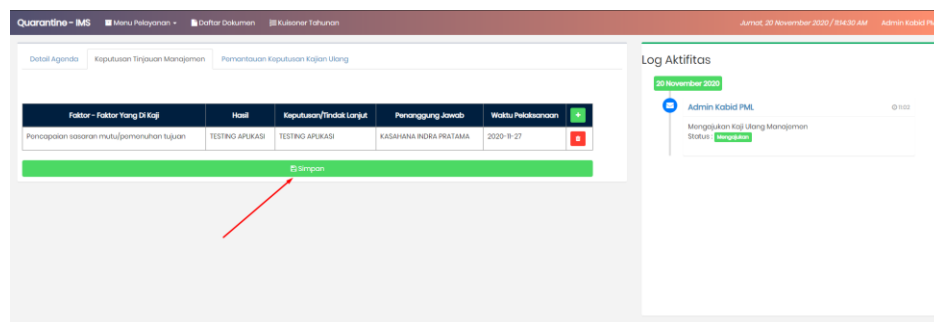 Quarantine - IMS Menu Pelayanan Daftar Dokumen Kuisoner Tahunan Jumat, 20 November 2020 / 11:14:30 AM Admin Kabid PM
Detail Agenda Keputusan Tinjauan Manajemen Pemantauan Keputusan Kajian Ulang
Faktor - Faktor Yang Di Kaji Hasil Keputusan/Tindak Lanjut Penanggung Jawab Waktu Pelaksanaan +
Pencapaian sasaran mutu/pemenuhan tujuan TESTING APLIKASI TESTING APLIKASI KASAHANA INDRA PRATAMA 2020-11-27
Simpan
Log Aktifitas
20 November 2020
Admin Kabid PML 11:02
Mengajukan Kaji Ulang Manajemen
Status : Mengajukan